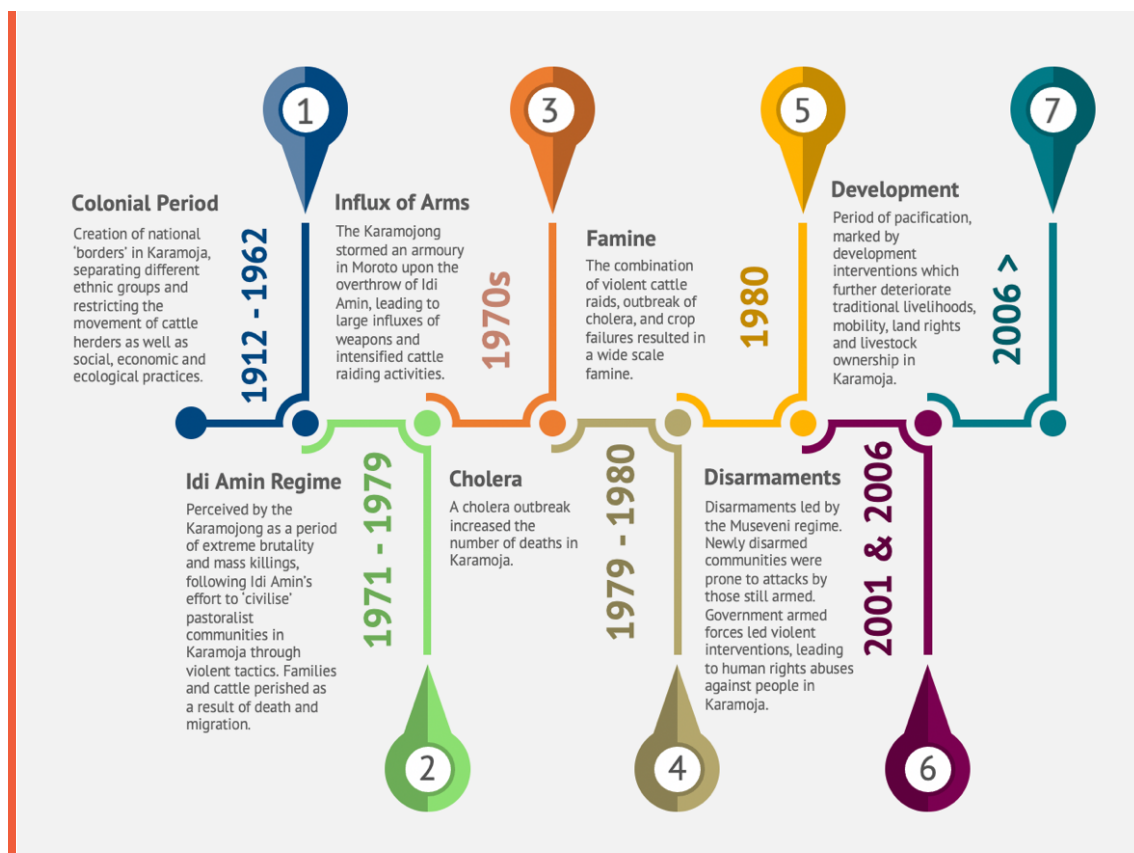 1
Colonial Period
Creation of national
‘borders’ in Karamoja,
separating different
ethnic groups and
restricting the
movement of cattle
herders as well as
social, economic and
ecological practices.
1912 - 1962
2
Idi Amin Regime
Perceived by the
Karamojong as a period
of extreme brutality
and mass killings,
following Idi Amin’s
effort to ‘civilise’
pastoralist
communities in
Karamoja through
violent tactics. Families
and cattle perished as
a result of death and
migration.
1971 - 1979
3
Influx of Arms
The Karamojong
stormed an armoury
in Moroto upon the
overthrow of Idi
Amin, leading to
large influxes of
weapons and
intensified cattle
raiding activities.
1970s
4
Cholera
A cholera outbreak
increased the
number of deaths in
Karamoja.
1979 - 1980
5
Famine
The combination
of violent cattle
raids, outbreak of
cholera, and crop
failures resulted in
a wide scale
famine.
1980
6
Disarmaments
Disarmaments led by
the Museveni regime.
Newly disarmed
communities were
prone to attacks by
those still armed.
Government armed
forces led violent
interventions, leading
to human rights abuses
against people in
Karamoja.
2001 & 2006
7
Development
Period of pacification,
marked by
development
interventions which
further deteriorate
traditional livelihoods,
mobility, land rights
and livestock
ownership in
Karamoja.
2006 >